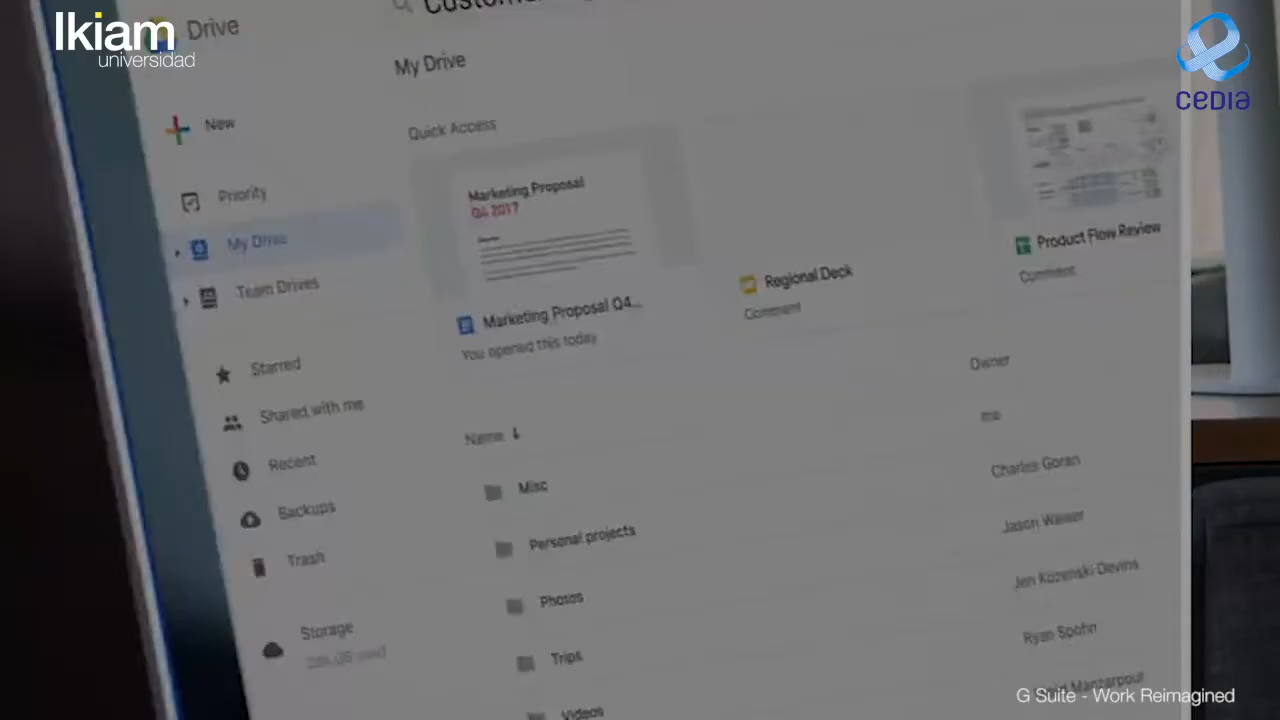 Ikiam
universidad
Drive
My Drive
cedia
New
Quick Access
Priority
My Drive
Team Drives
Marketing Proposal
Q4 2017
Marketing Proposal Q4...
You opened this today
Regional Deck
Comment
Product Flow Review
Comment
Starred
Shared with me
Recent
Backups
Trash
Storage
Name
Owner
me
Misc
Charles Goran
Personal projects
Jason Weiser
Photos
Jen Kozenski-Devins
Trips
Ryan Spohn
Videos
Manzarpour
G Suite - Work Reimagined